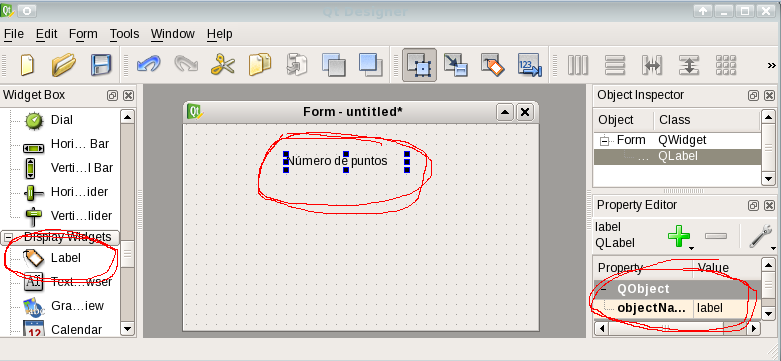 Qt Designer
File Edit Form Tools Window Help
123
»
Widget Box
Dial
Hori... Bar
Verti...l Bar
Hori...ider
Verti...lider
Display Widgets
Label
Text...wser
Gra...iew
Calendar
Form - untitled*
Número de puntos
Object Inspector
Object Class
Form QWidget
... QLabel
Property Editor
label
QLabel
Property Value
QObject
objectNa... label